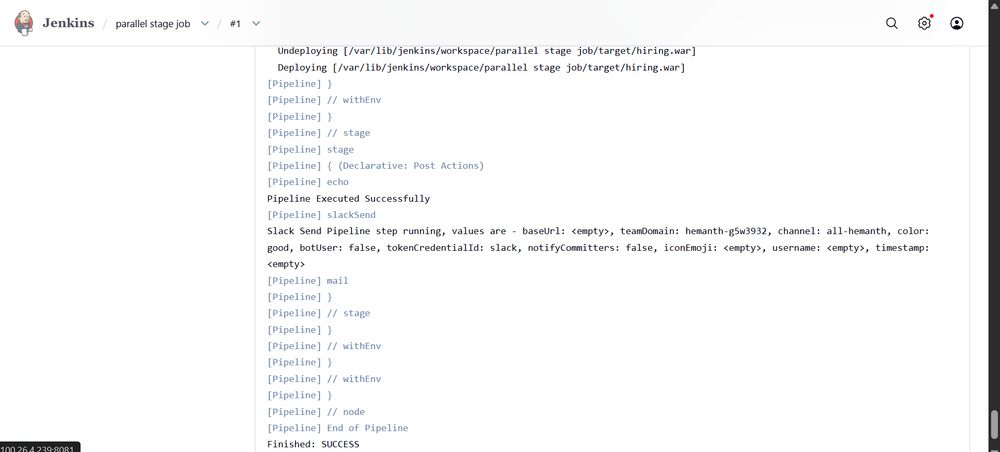 Jenkins / parallel stage job / #1
Undeploying [/var/lib/jenkins/workspace/parallel stage job/target/hiring.war]
Deploying [/var/lib/jenkins/workspace/parallel stage job/target/hiring.war]
[Pipeline] }
[Pipeline] // withEnv
[Pipeline] }
[Pipeline] // stage
[Pipeline] stage
[Pipeline] { (Declarative: Post Actions)
[Pipeline] echo
Pipeline Executed Successfully
[Pipeline] slackSend
Slack Send Pipeline step running, values are - baseUrl: <empty>, teamDomain: hemanth-g5w3932, channel: all-hemanth, color:
good, botUser: false, tokenCredentialId: slack, notifyCommitters: false, iconEmoji: <empty>, username: <empty>, timestamp:
<empty>
[Pipeline] mail
[Pipeline] }
[Pipeline] // stage
[Pipeline] }
[Pipeline] // withEnv
[Pipeline] }
[Pipeline] // withEnv
[Pipeline] }
[Pipeline] // node
[Pipeline] End of Pipeline
Finished: SUCCESS
100.26.4.239:8081